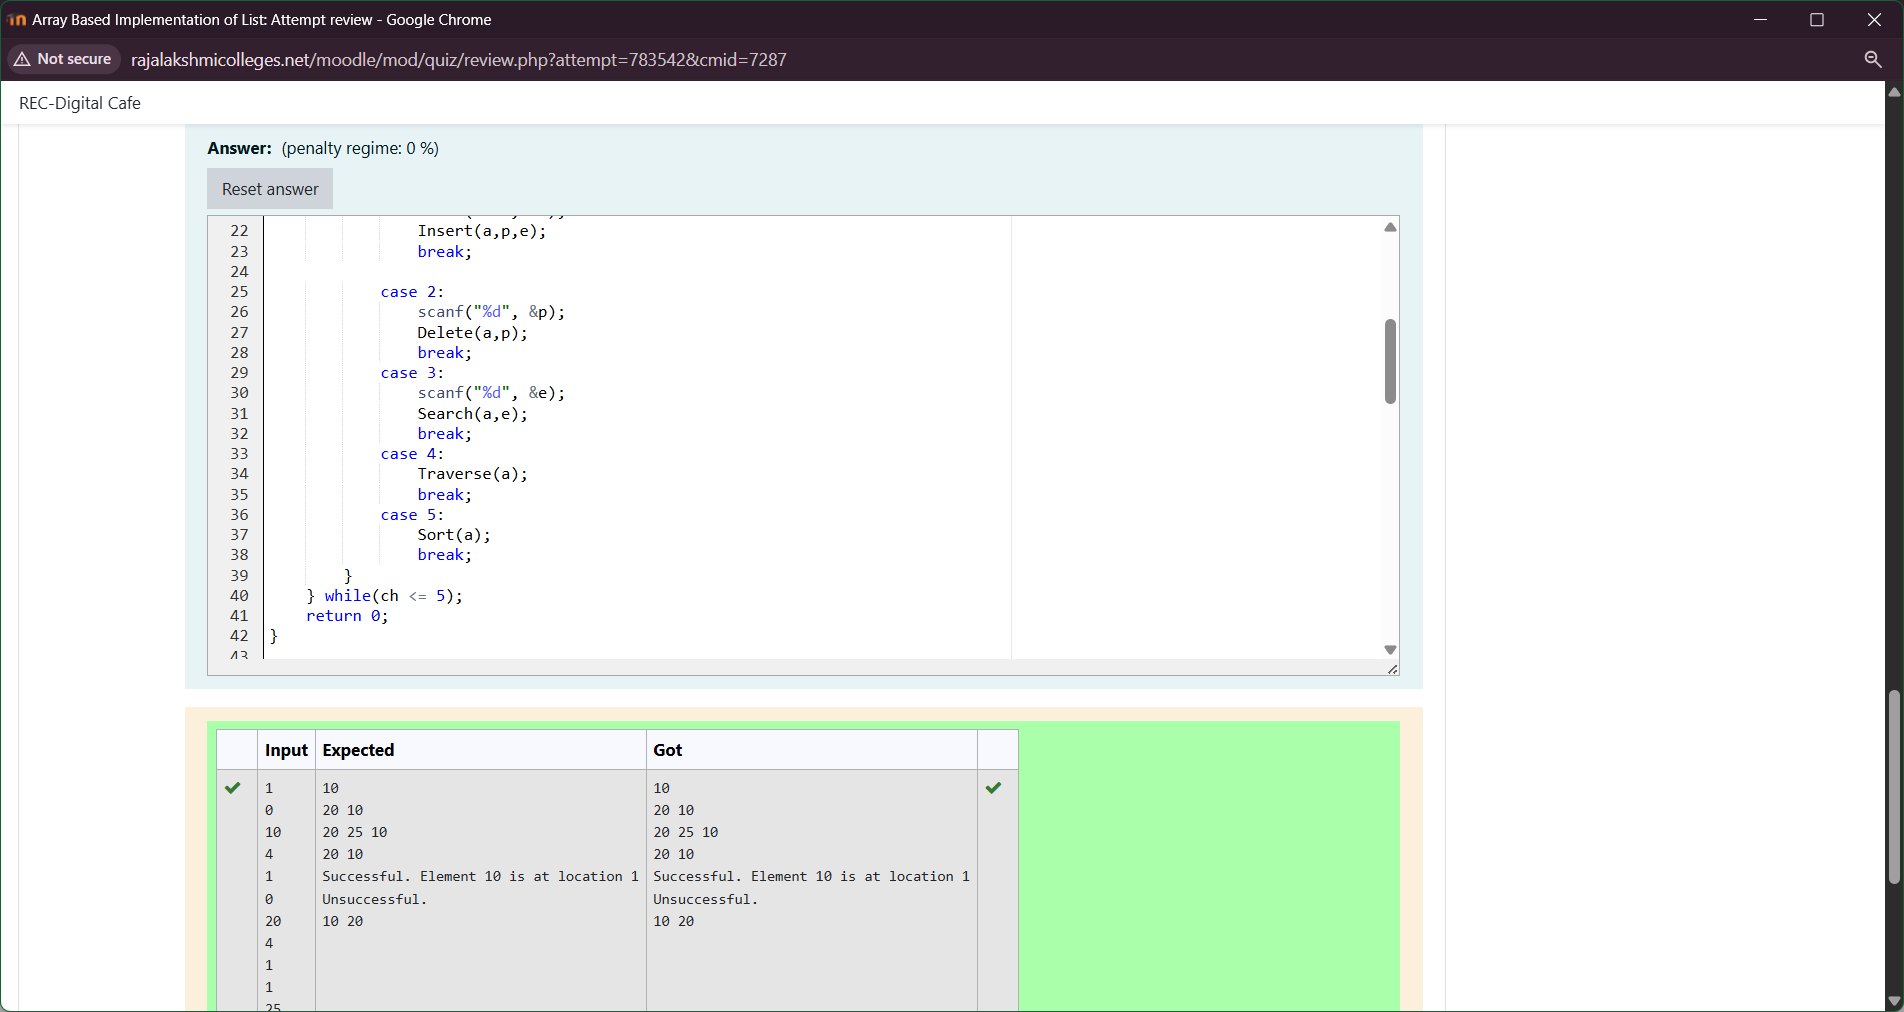 Array Based Implementation of List: Attempt review - Google Chrome
Not secure
rajalakshmicolleges.net/moodle/mod/quiz/review.php?attempt=783542&cmid=7287
REC-Digital Cafe
Answer: (penalty regime: 0 %)
Reset answer
22 Insert(a,p,e);
23 break;
24
25 case 2:
26 scanf("%d", &p);
27 Delete(a,p);
28 break;
29 case 3:
30 scanf("%d", &e);
31 Search(a,e);
32 break;
33 case 4:
34 Traverse(a);
35 break;
36 case 5:
37 Sort(a);
38 break;
39 }
40 } while(ch <= 5);
41 return 0;
42 }
43
Input Expected Got
1 10 10
0 20 10 20 10
10 20 25 10 20 25 10
4 20 10 20 10
1 Successful. Element 10 is at location 1 Successful. Element 10 is at location 1
0 Unsuccessful. Unsuccessful.
20 10 20 10 20
4
1
1
25